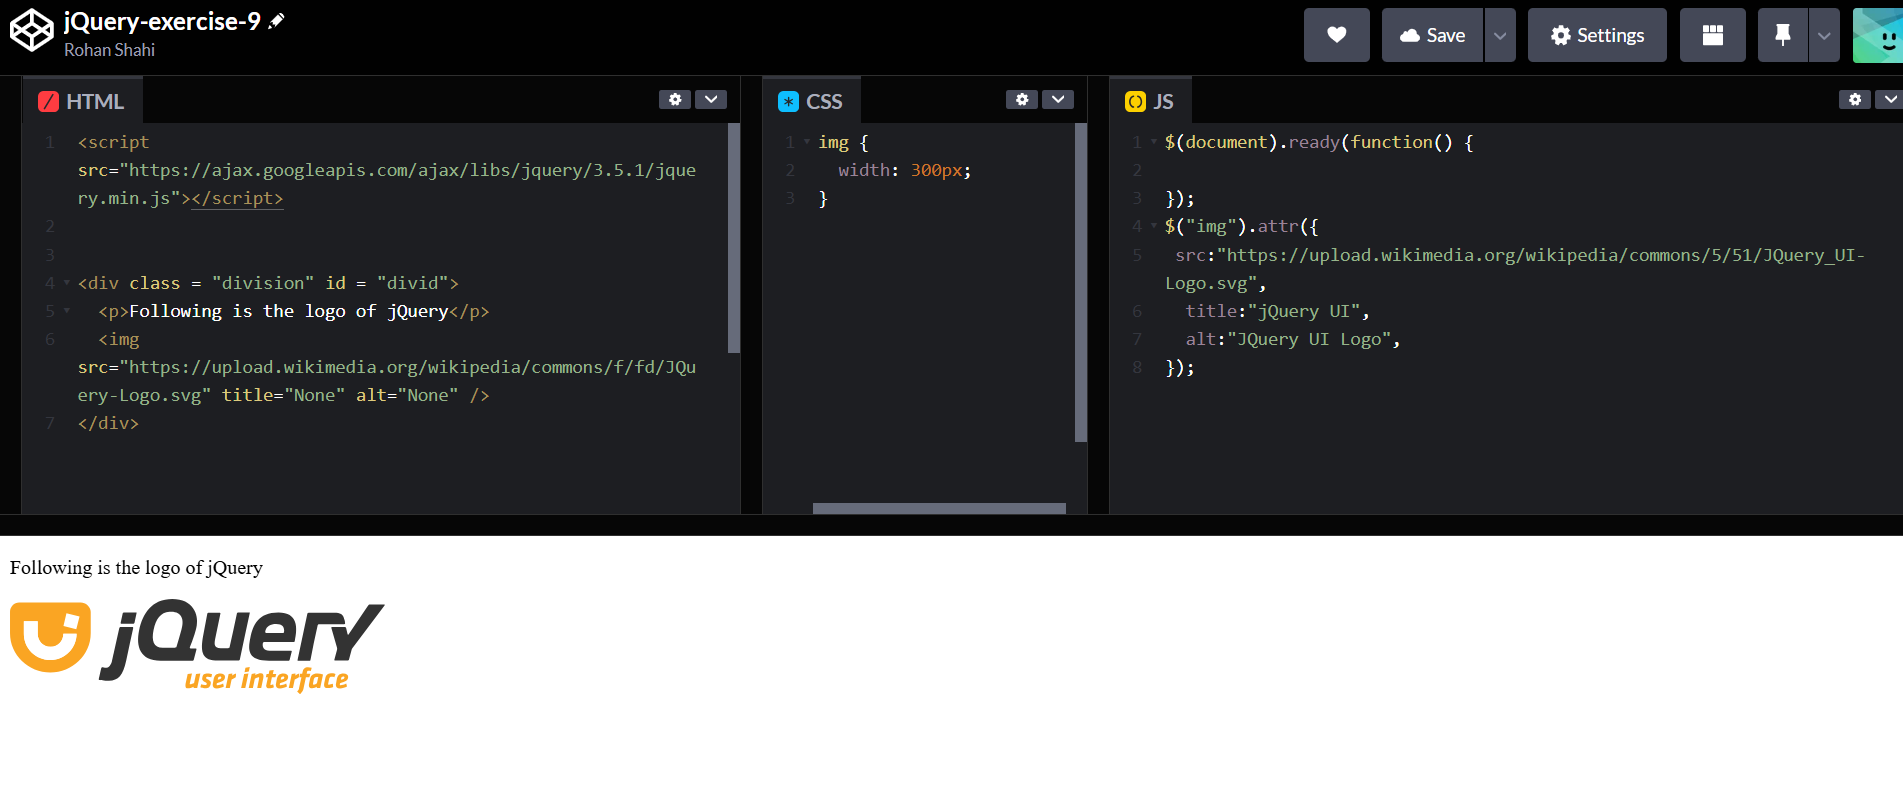 jQuery-exercise-9
Rohan Shahi
Save
Settings
HTML
1 <script
src="https://ajax.googleapis.com/ajax/libs/jquery/3.5.1/jque
ry.min.js"></script>
2
3
4 <div class = "division" id = "divid">
5 <p>Following is the logo of jQuery</p>
6 <img
src="https://upload.wikimedia.org/wikipedia/commons/f/fd/JQu
ery-Logo.svg" title="None" alt="None" />
7 </div>
CSS
1 img {
2 width: 300px;
3 }
JS
1 $(document).ready(function() {
2
3 });
4 $("img").attr({
5 src:"https://upload.wikimedia.org/wikipedia/commons/5/51/JQuery_UI-
Logo.svg",
6 title:"jQuery UI",
7 alt:"JQuery UI Logo",
8 });
Following is the logo of jQuery
jQuery
user interface